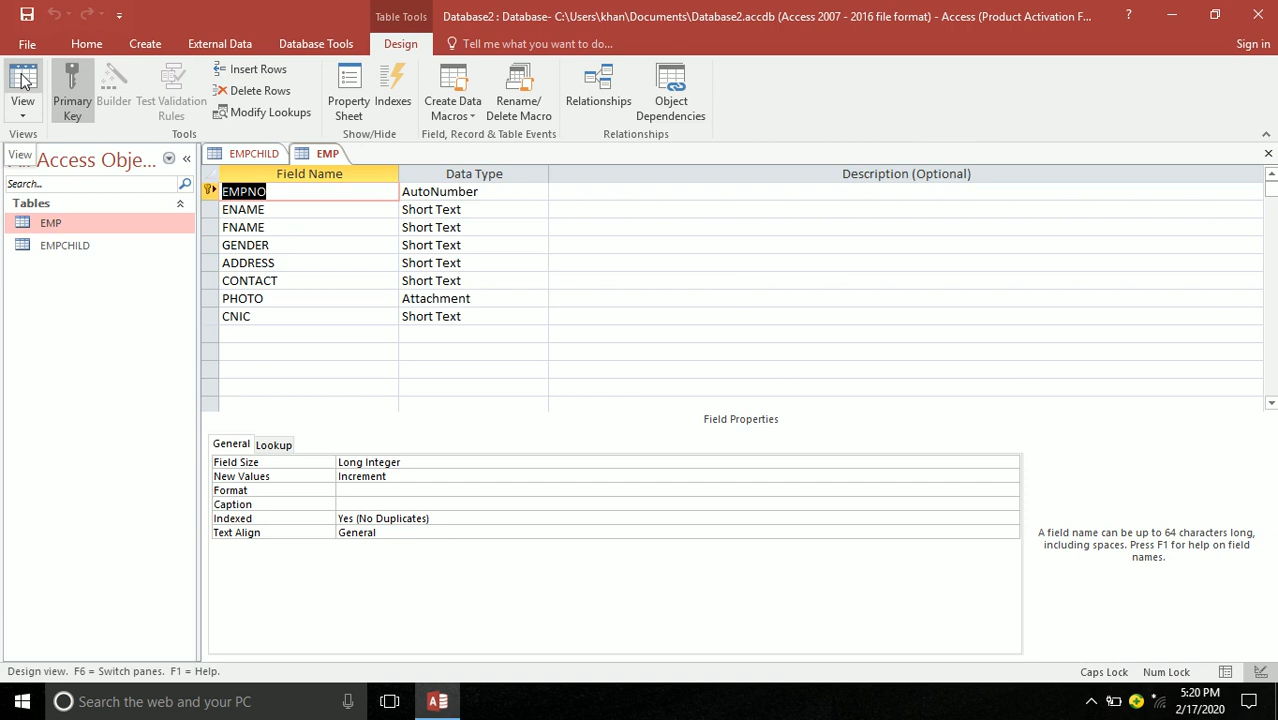 Table Tools
Database2 : Database- C:\Users\khan\Documents\Database2.accdb (Access 2007 - 2016 file format) - Access (Product Activation F...
?
File Home Create External Data Database Tools Design Tell me what you want to do...
Sign in
View
Primary Key
Builder
Test Validation Rules
Insert Rows
Delete Rows
Modify Lookups
Property Sheet
Indexes
Create Data Macros
Rename/ Delete Macro
Relationships
Object Dependencies
Views
Tools
Show/Hide
Field, Record & Table Events
Relationships
View
Access Obje...
Search...
Tables
EMP
EMPCHILD
EMPCHILD
EMP
Field Name Data Type Description (Optional)
EMPNO AutoNumber
ENAME Short Text
FNAME Short Text
GENDER Short Text
ADDRESS Short Text
CONTACT Short Text
PHOTO Attachment
CNIC Short Text
Field Properties
General Lookup
Field Size Long Integer
New Values Increment
Format
Caption
Indexed Yes (No Duplicates)
Text Align General
A field name can be up to 64 characters long,
including spaces. Press F1 for help on field
names.
Design view. F6 = Switch panes. F1 = Help.
Caps Lock Num Lock
Search the web and your PC
5:20 PM
2/17/2020